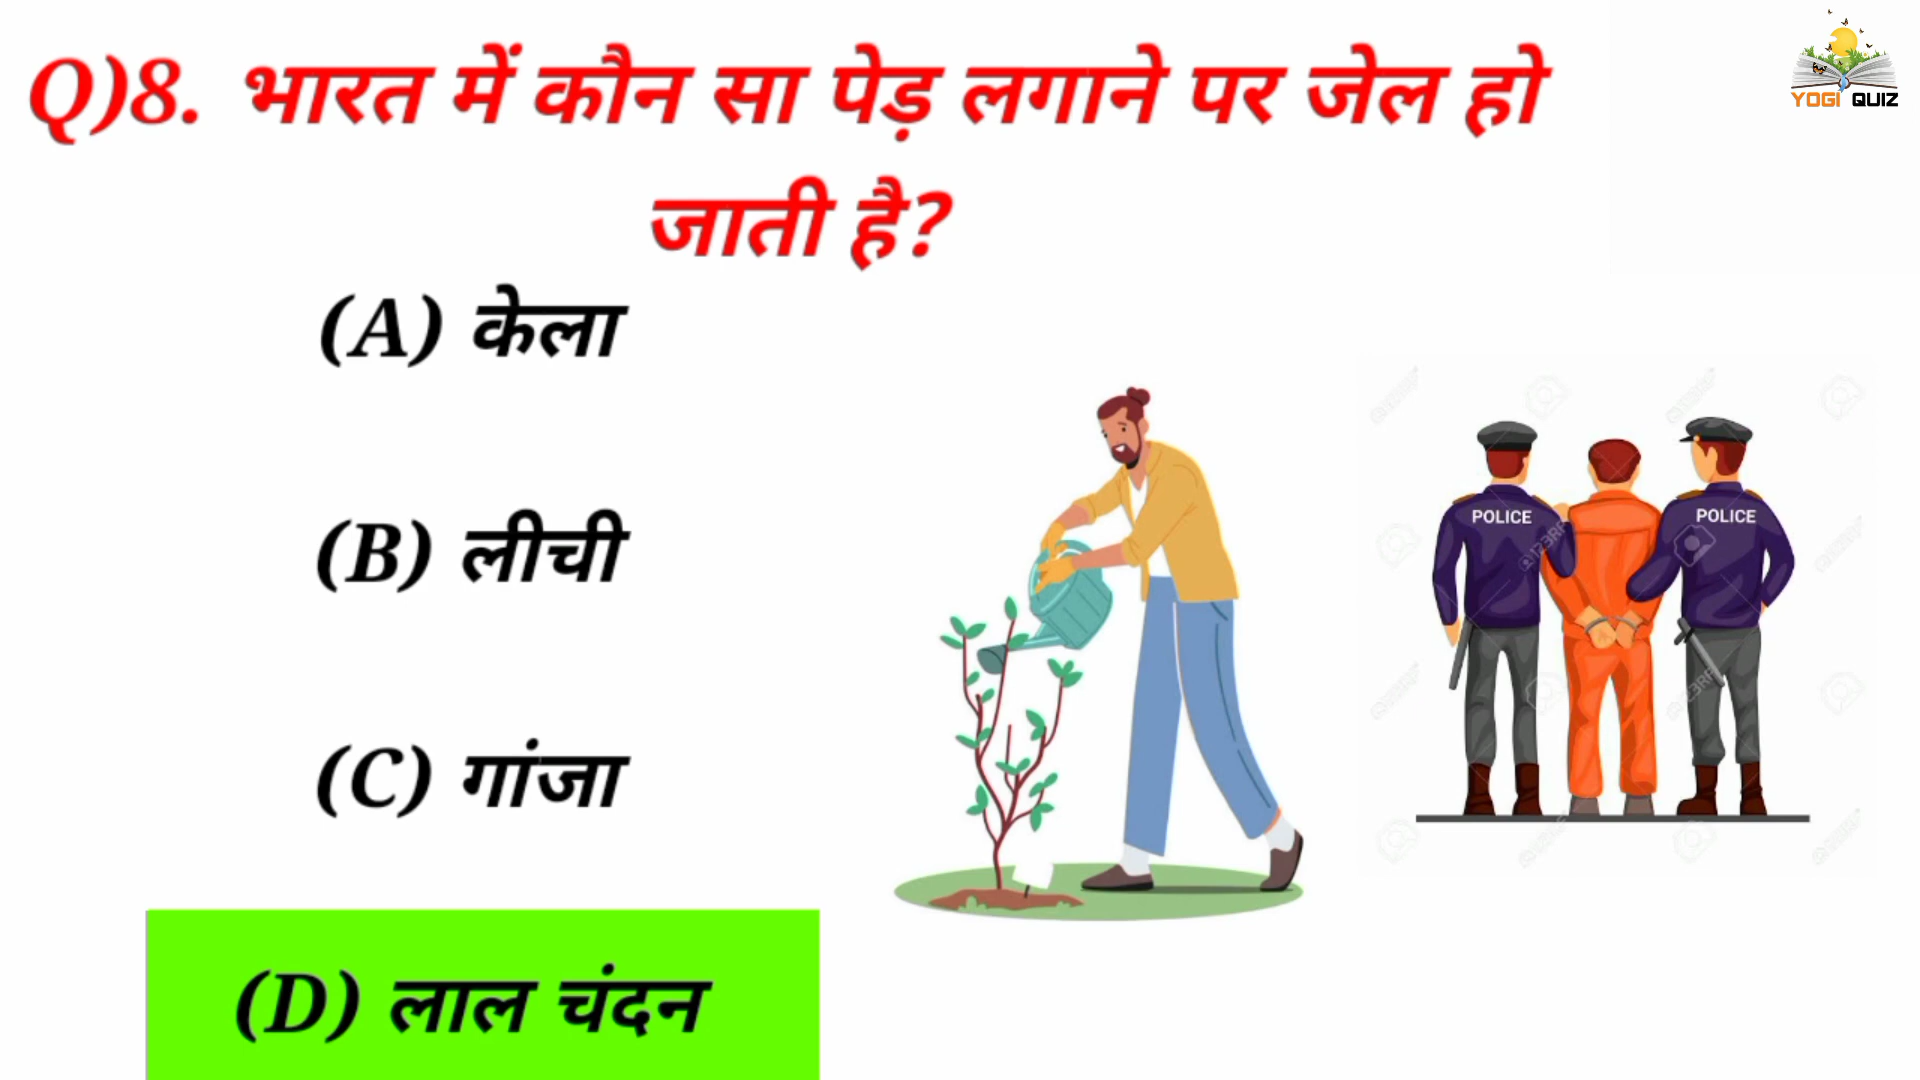 Q)8. भारत में कौन सा पेड़ लगाने पर जेल हो
जाती है?
YOGI QUIZ
(A) केला
(B) लीची
(C) गांजा
(D) लाल चंदन
POLICE
POLICE